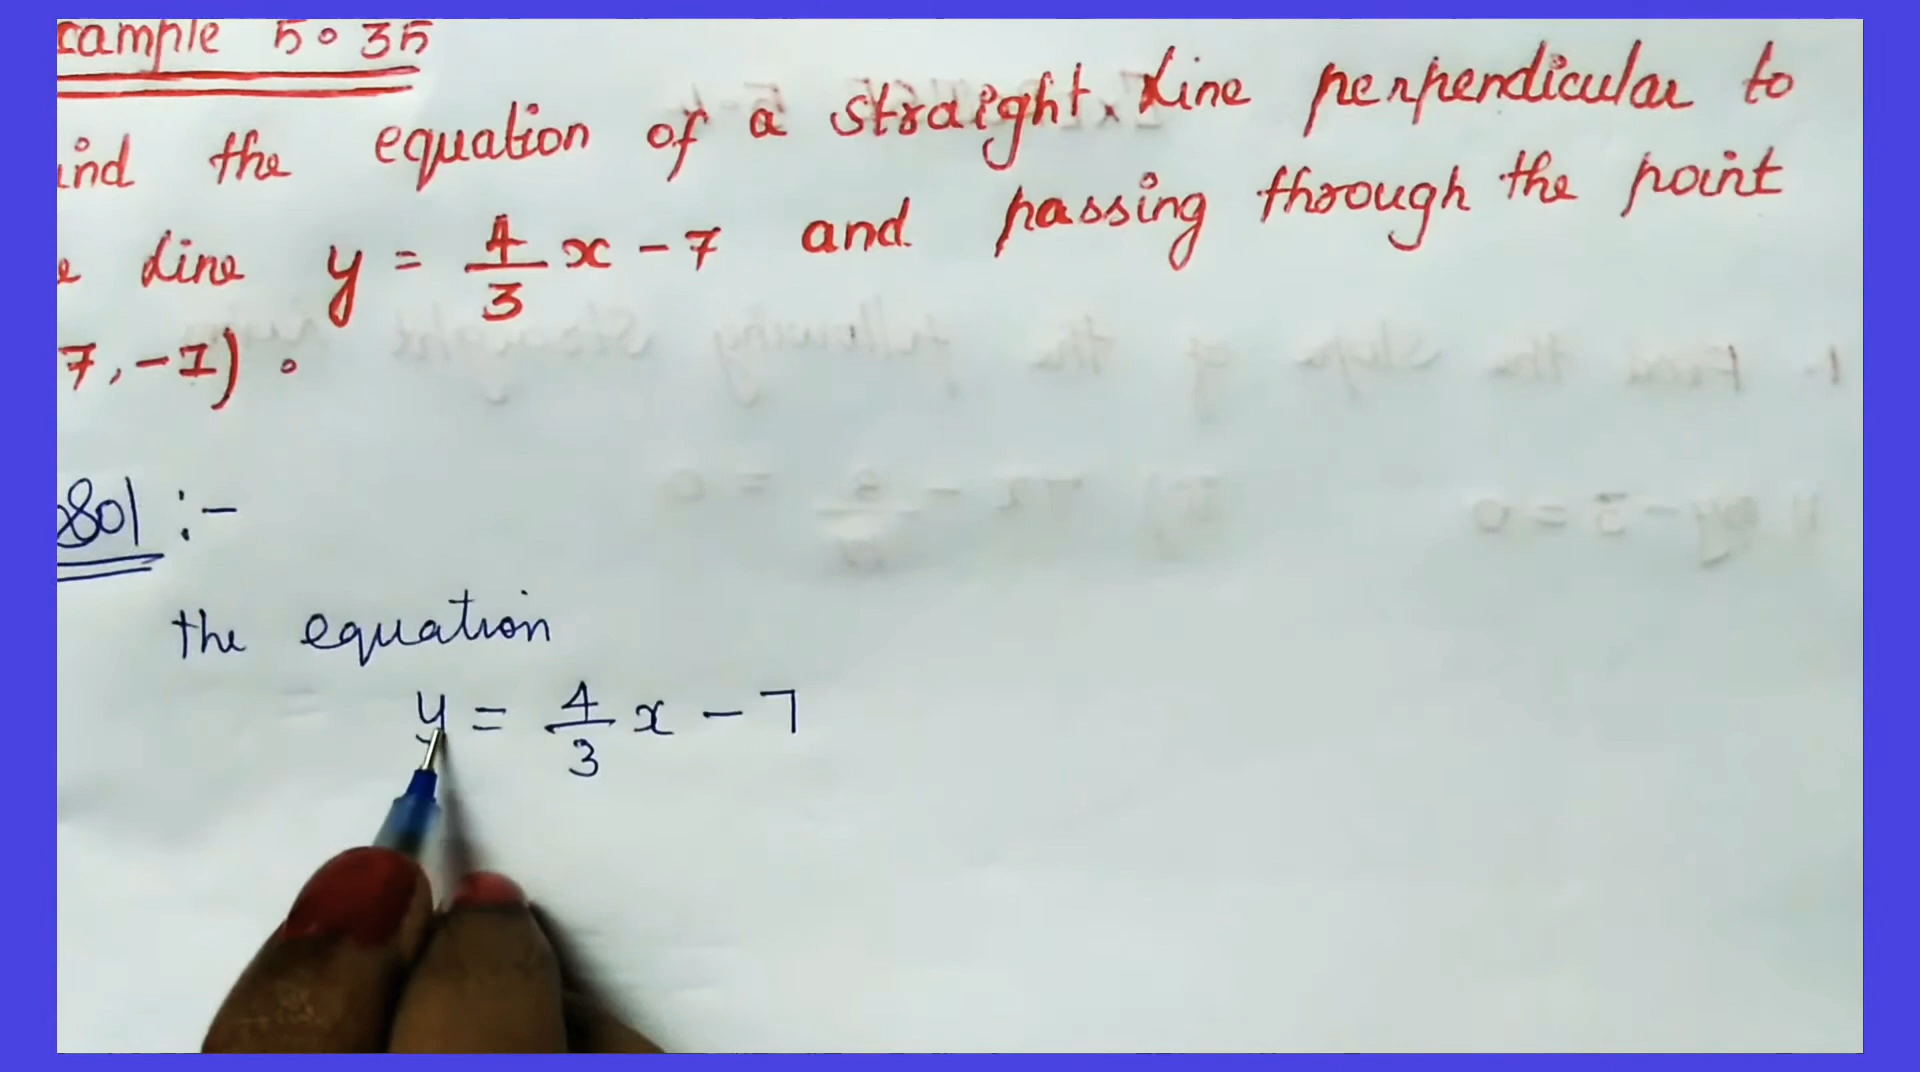 xample 5.35
ind the equation of a straight Line perpendicular to
e Line y = 4/3 x - 7 and passing through the point
7, -1).
Sol :-
the equation
y = 4/3 x - 7